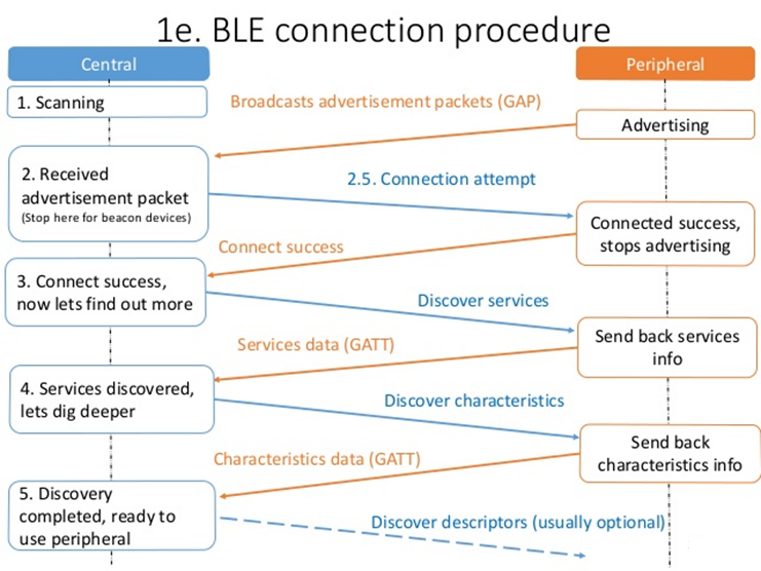 1e. BLE connection procedure
Central
Peripheral
1. Scanning
Broadcasts advertisement packets (GAP)
Advertising
2. Received
advertisement packet
(Stop here for beacon devices)
2.5. Connection attempt
Connected success,
stops advertising
Connect success
3. Connect success,
now lets find out more
Discover services
Send back services
info
Services data (GATT)
4. Services discovered,
lets dig deeper
Discover characteristics
Send back
characteristics info
Characteristics data (GATT)
5. Discovery
completed, ready to
use peripheral
Discover descriptors (usually optional)